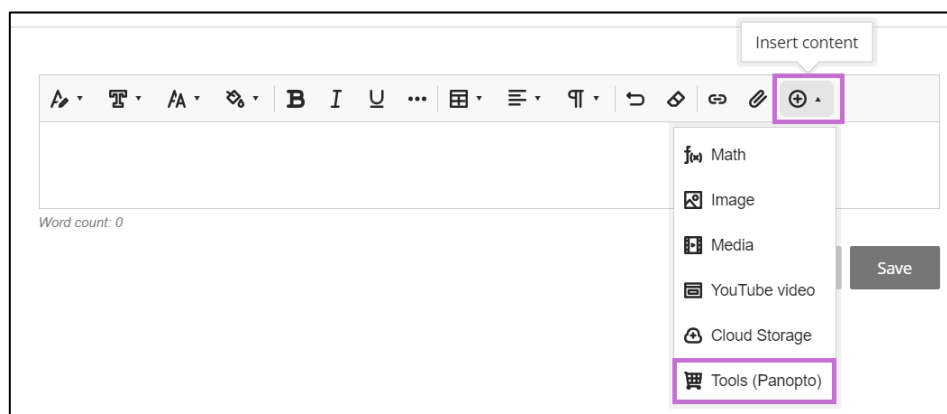 Insert content
B I U
Word count: 0
f(x) Math
Image
Media
YouTube video
Save
Cloud Storage
Tools (Panopto)